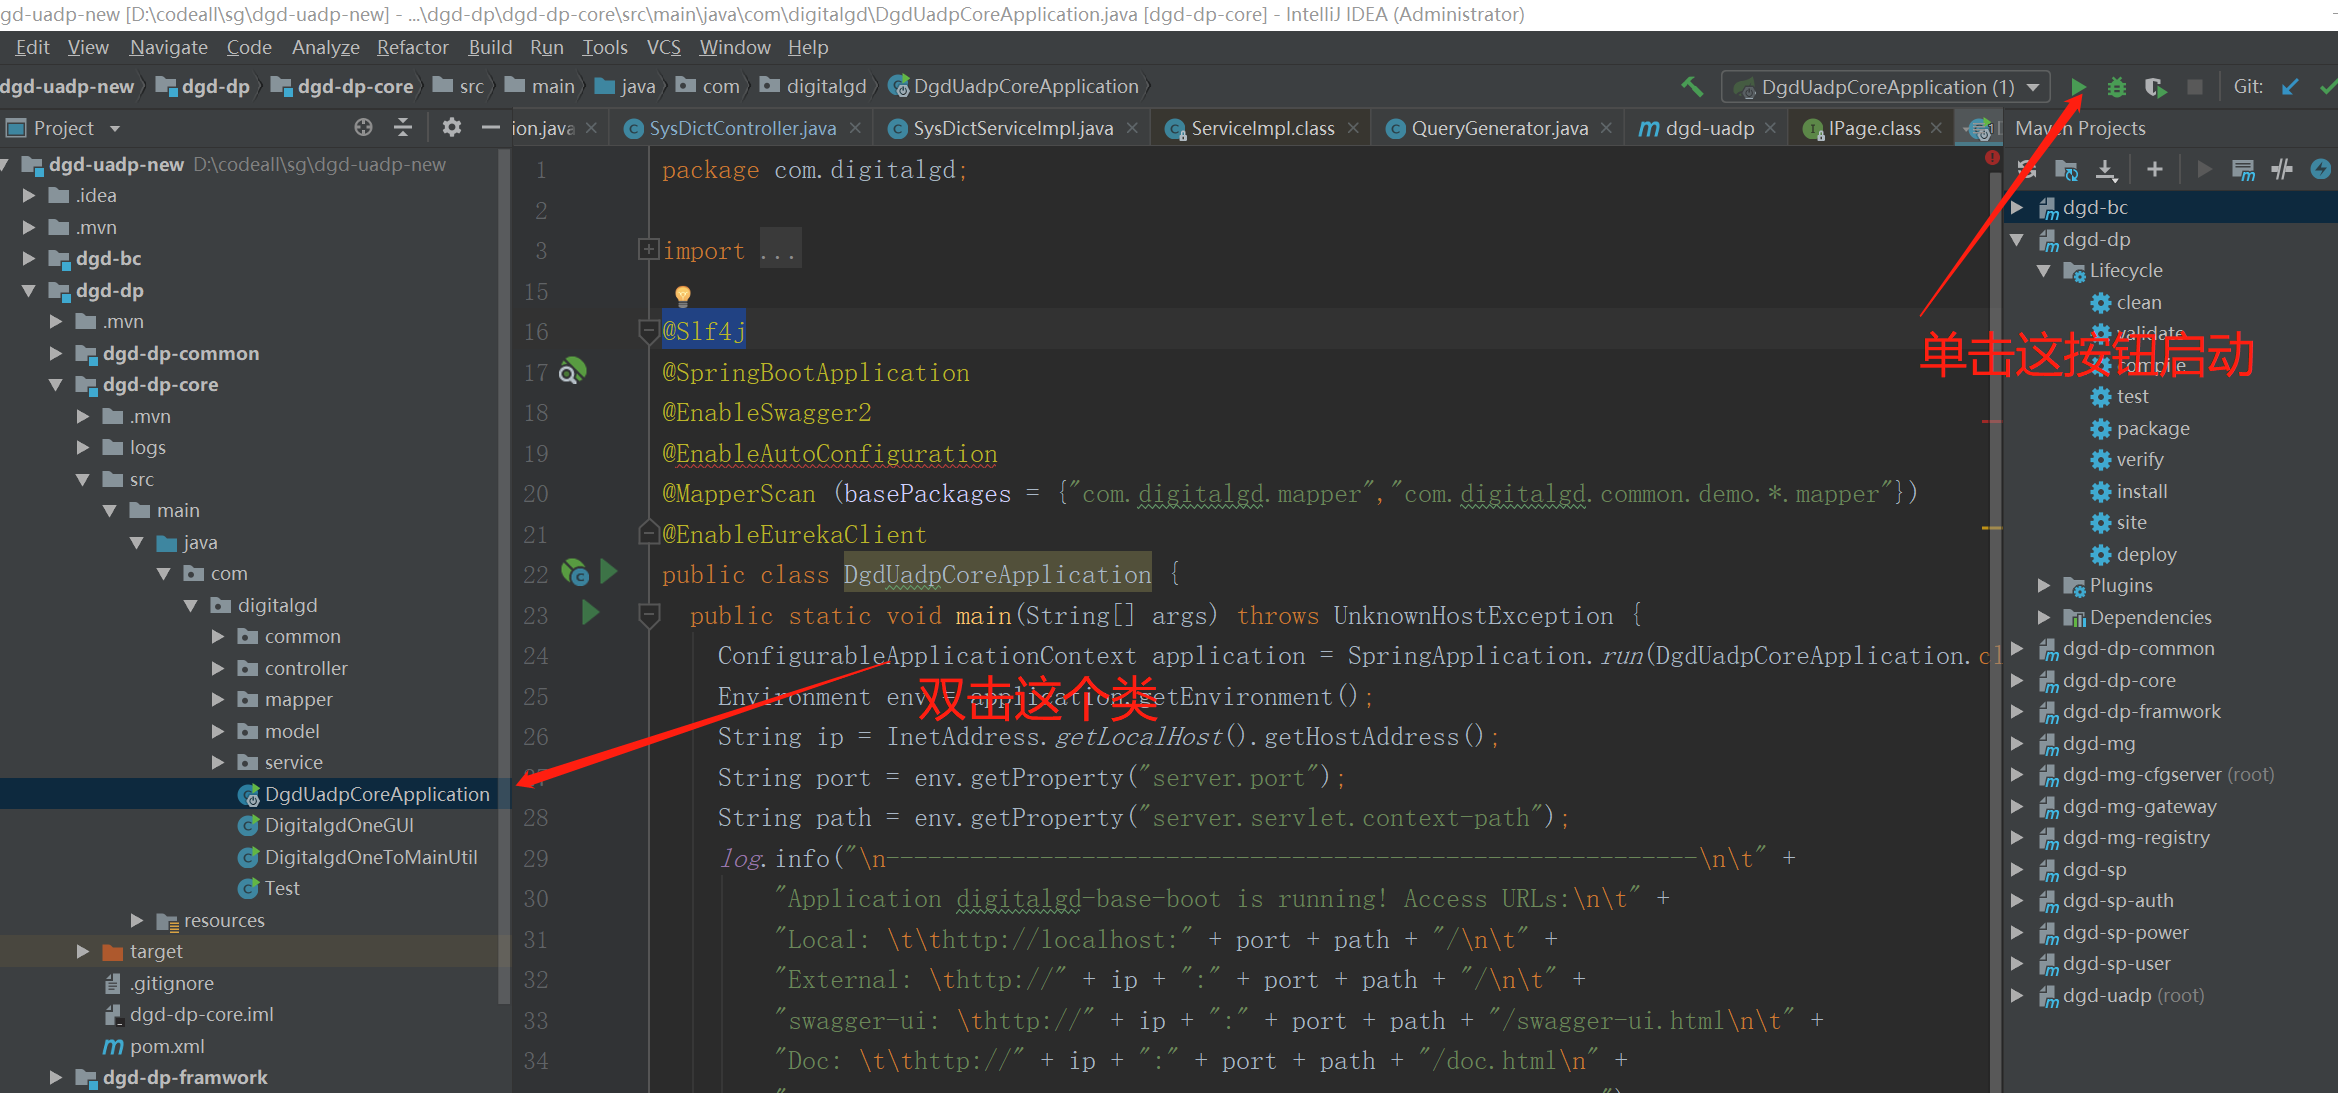 gd-uadp-new [D:\codeall\sg\dgd-uadp-new] - ...\dgd-dp\dgd-dp-core\src\main\java\com\digitalgd\DgdUadpCoreApplication.java [dgd-dp-core] - IntelliJ IDEA (Administrator)
Edit View Navigate Code Analyze Refactor Build Run Tools VCS Window Help
dgd-uadp-new dgd-dp dgd-dp-core src main java com digitalgd DgdUadpCoreApplication
DgdUadpCoreApplication (1) Git:
Project
ion.java SysDictController.java SysDictServiceImpl.java ServiceImpl.class QueryGenerator.java dgd-uadp IPage.class
Maven Projects
dgd-uadp-new D:\codeall\sg\dgd-uadp-new
.idea
.mvn
dgd-bc
dgd-dp
.mvn
dgd-dp-common
dgd-dp-core
.mvn
logs
src
main
java
com
digitalgd
common
controller
mapper
model
service
DgdUadpCoreApplication
DigitalgdOneGUI
DigitalgdOneToMainUtil
Test
resources
target
.gitignore
dgd-dp-core.iml
pom.xml
dgd-dp-framwork
1 package com.digitalgd;
2
3 import ...
15
16 @Slf4j
17 @SpringBootApplication
18 @EnableSwagger2
19 @EnableAutoConfiguration
20 @MapperScan (basePackages = {"com.digitalgd.mapper","com.digitalgd.common.demo.*.mapper"})
21 @EnableEurekaClient
22 public class DgdUadpCoreApplication {
23 public static void main(String[] args) throws UnknownHostException {
24 ConfigurableApplicationContext application = SpringApplication.run(DgdUadpCoreApplication.cl
25 Environment env = application.getEnvironment();
26 String ip = InetAddress.getLocalHost().getHostAddress();
27 String port = env.getProperty("server.port");
28 String path = env.getProperty("server.servlet.context-path");
29 log.info("\n----------------------------------------------------------\n\t" +
30 "Application digitalgd-base-boot is running! Access URLs:\n\t" +
31 "Local: \t\thttp://localhost:" + port + path + "/\n\t" +
32 "External: \thttp://" + ip + ":" + port + path + "/\n\t" +
33 "swagger-ui: \thttp://" + ip + ":" + port + path + "/swagger-ui.html\n\t" +
34 "Doc: \t\thttp://" + ip + ":" + port + path + "/doc.html\n" +
双击这个类
单击这按钮启动
dgd-bc
dgd-dp
Lifecycle
clean
validate
compile
test
package
verify
install
site
deploy
Plugins
Dependencies
dgd-dp-common
dgd-dp-core
dgd-dp-framwork
dgd-mg
dgd-mg-cfgserver (root)
dgd-mg-gateway
dgd-mg-registry
dgd-sp
dgd-sp-auth
dgd-sp-power
dgd-sp-user
dgd-uadp (root)